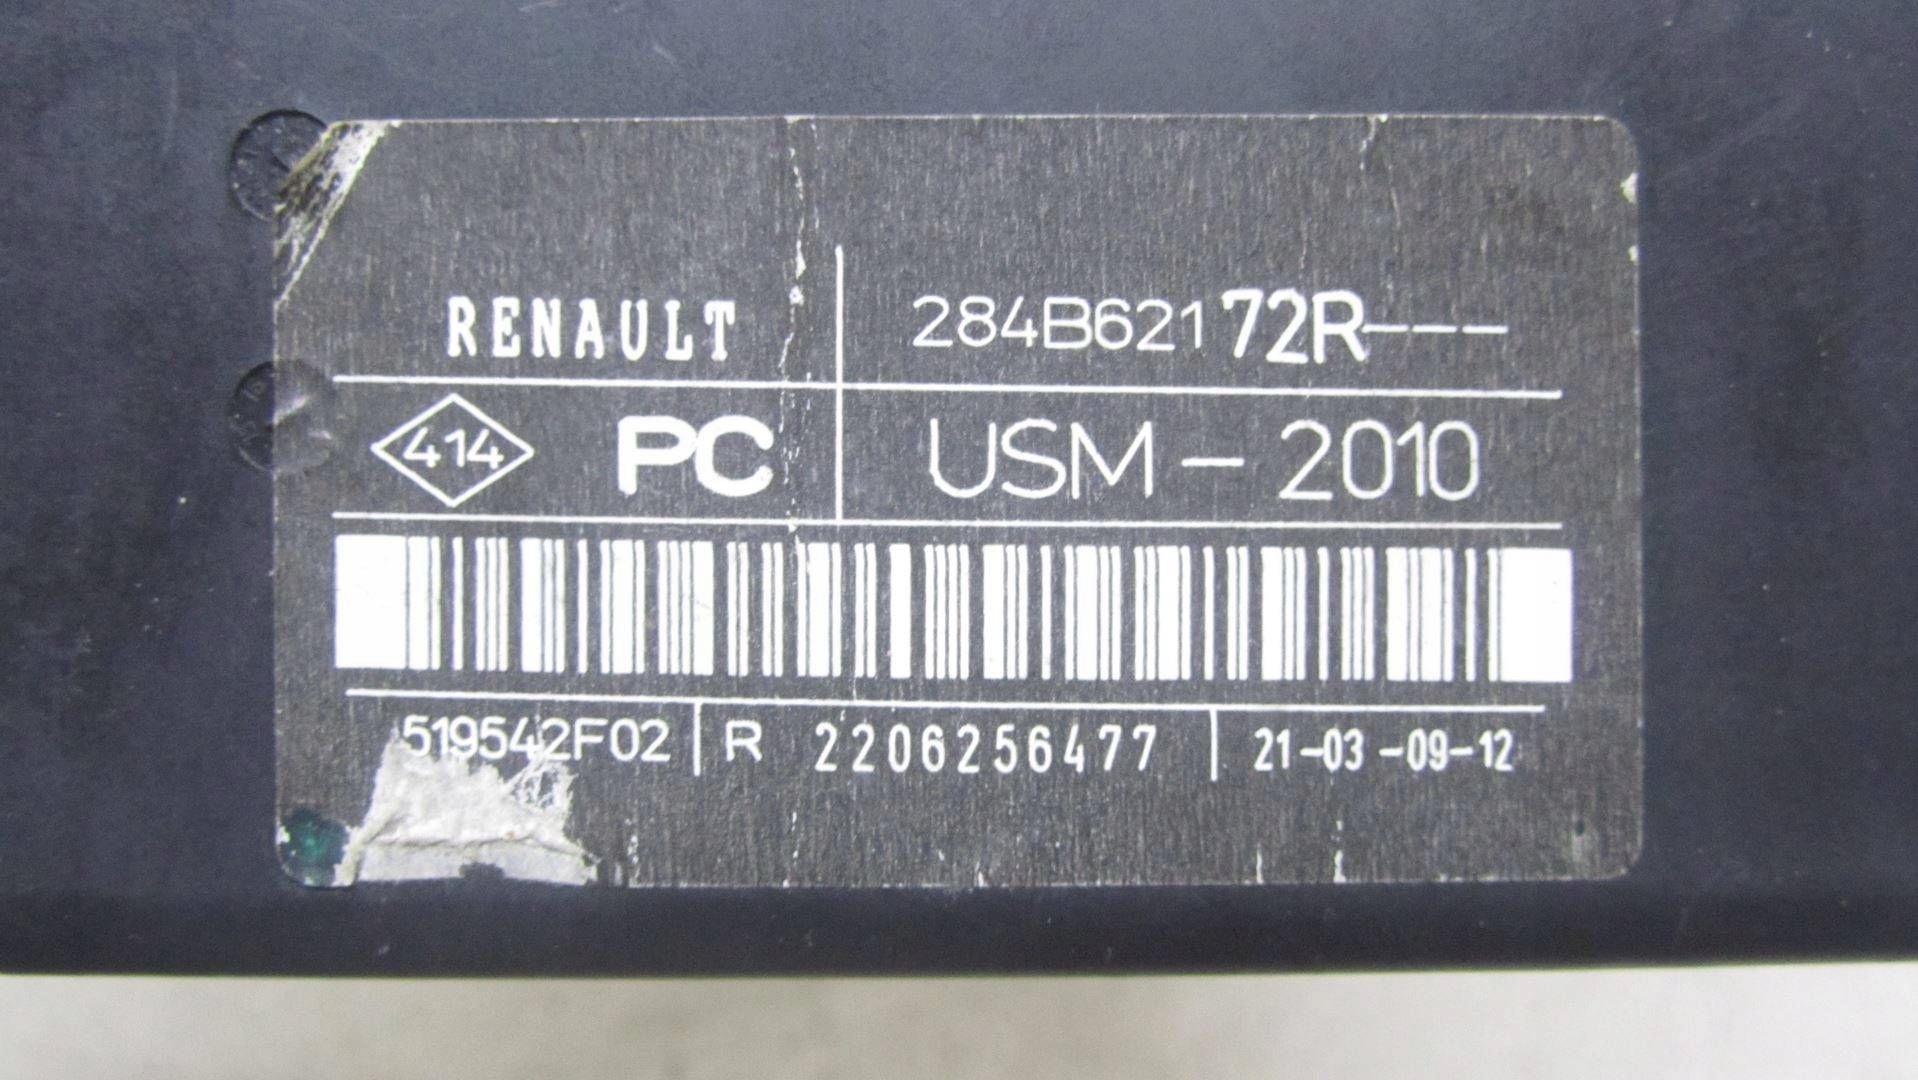 RENAULT 284B62172R---
414 PC USM - 2010
519542F02 R 2206256477 21-03-09-12